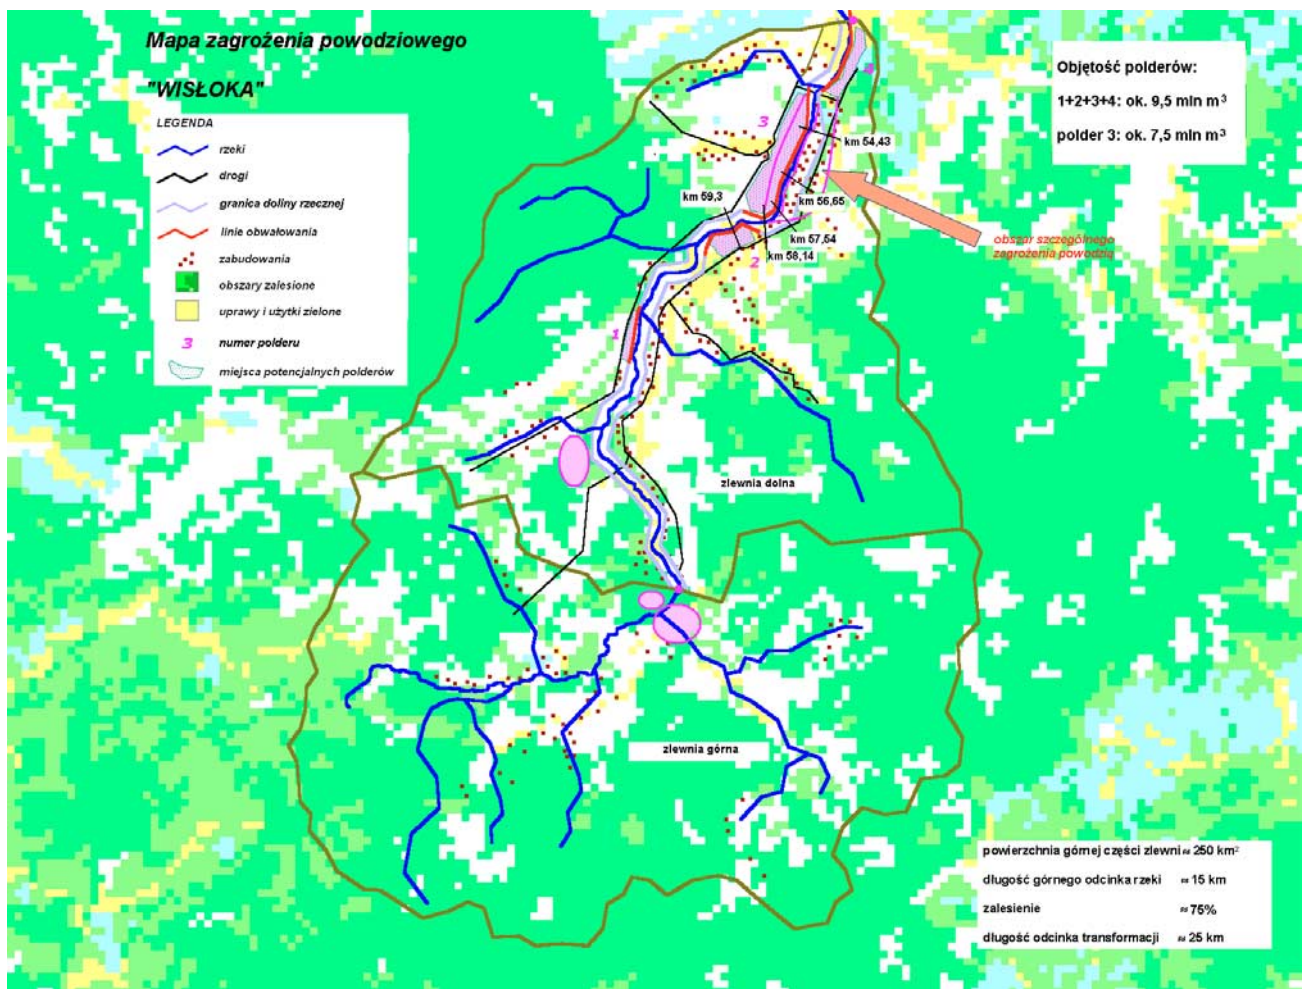 Mapa zagrożenia powodziowego
"WISŁOKA"
LEGENDA
rzeki
drogi
granica doliny rzecznej
linie obwałowania
zabudowania
obszary zalesione
uprawy i użytki zielone
3 numer polderu
miejsca potencjalnych polderów
Objętość polderów:
1+2+3+4: ok. 9,5 mln m³
polder 3: ok. 7,5 mln m³
3
km 54,43
km 59,3
km 56,65
km 57,54
km 58,14
2
obszar szczególnego
zagrożenia powodzią
1
zlewnia dolna
zlewnia górna
powierzchnia górnej części zlewni ≈ 250 km²
długość górnego odcinka rzeki ≈ 15 km
zalesienie ≈ 75%
długość odcinka transformacji ≈ 25 km